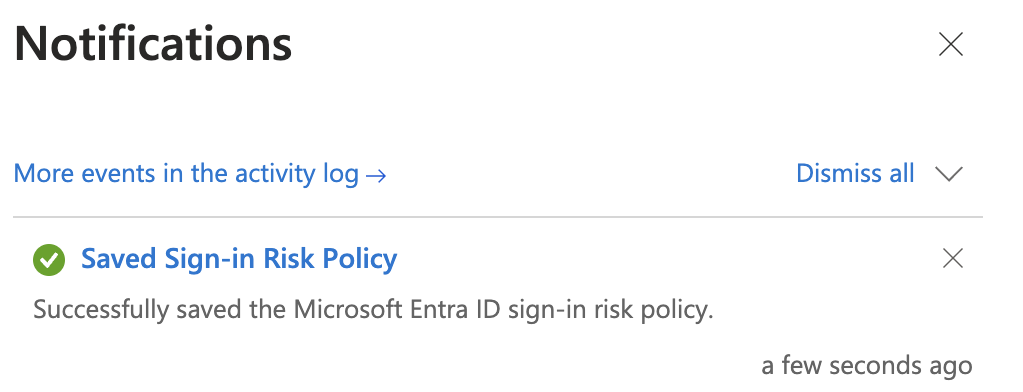 Notifications
More events in the activity log → Dismiss all
Saved Sign-in Risk Policy
Successfully saved the Microsoft Entra ID sign-in risk policy.
a few seconds ago